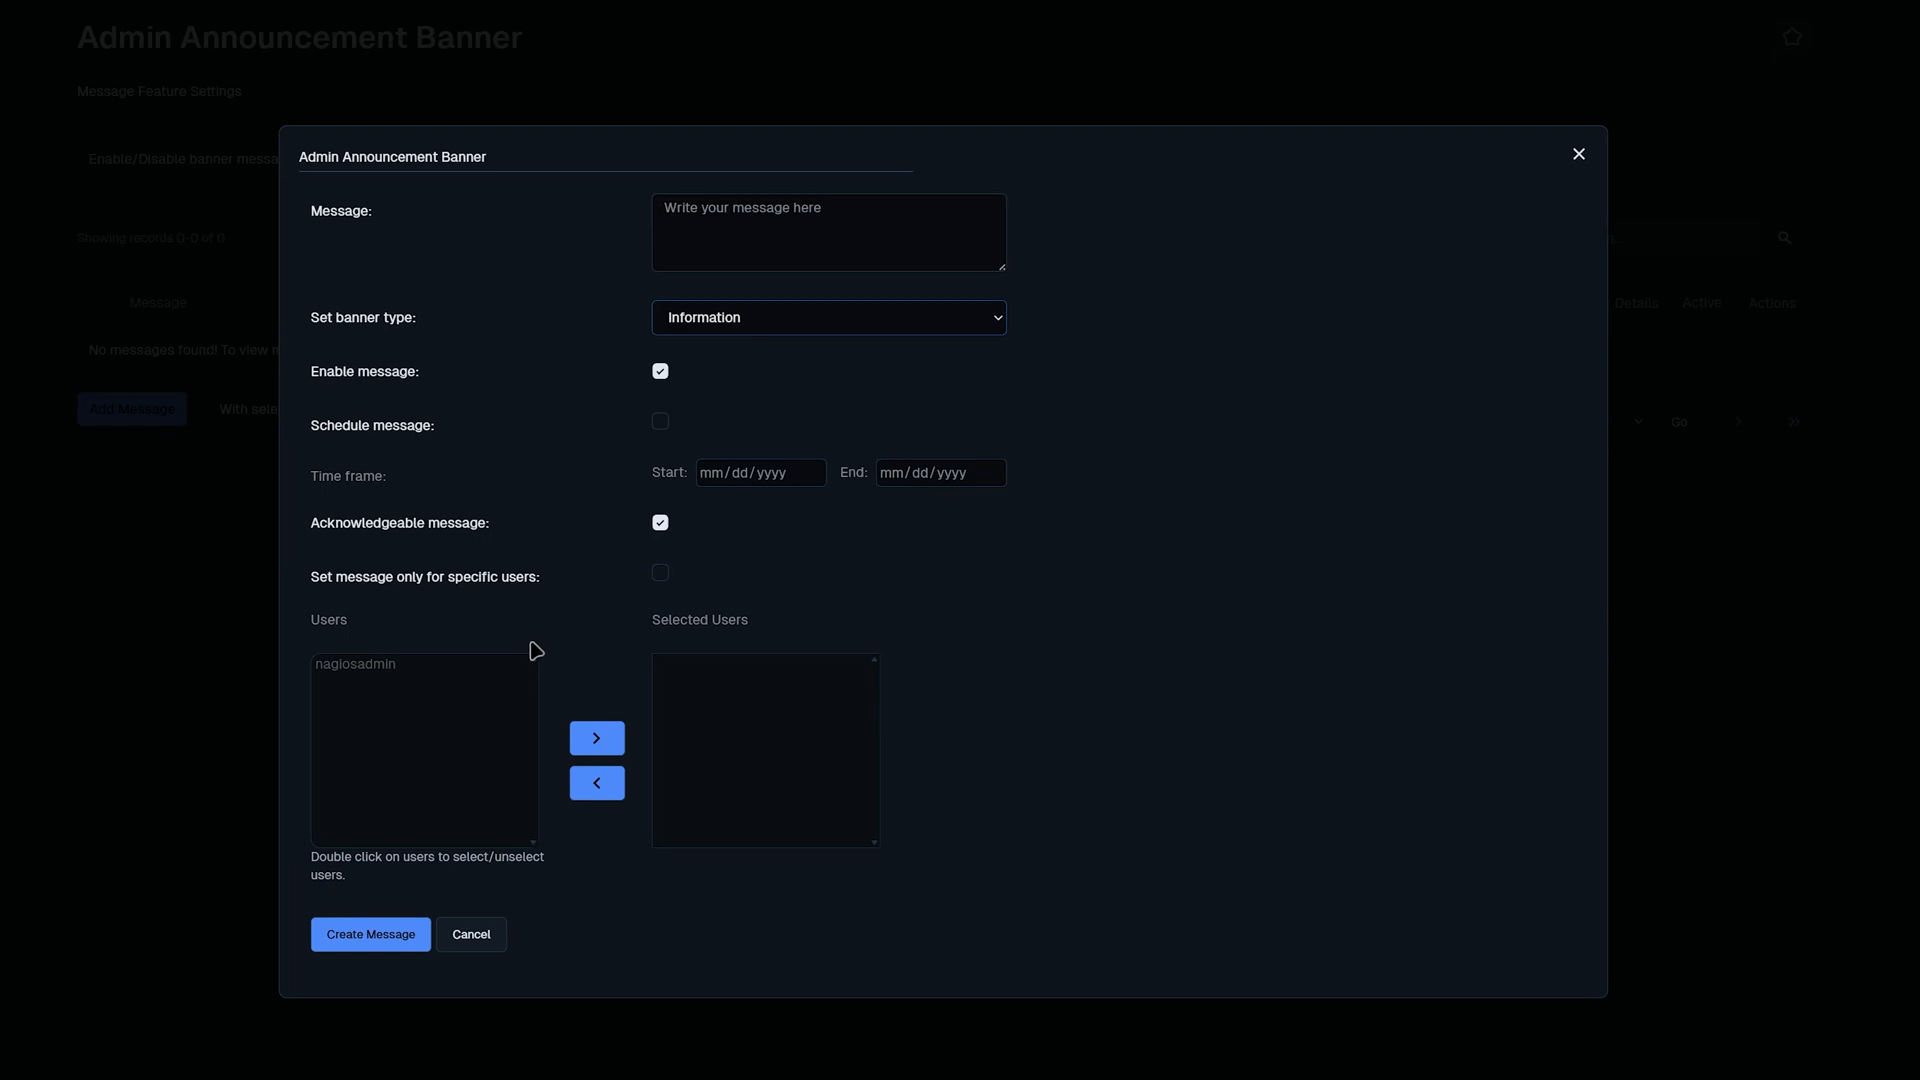 Admin Announcement Banner
Message Feature Settings
Enable/Disable banner messa
Showing records 0-0 of 0
Message
Details Active Actions
No messages found! To view m
Add Message With sele
Go
Admin Announcement Banner
Message:
Write your message here
Set banner type:
Information
Enable message:
Schedule message:
Time frame:
Start: mm/dd/yyyy End: mm/dd/yyyy
Acknowledgeable message:
Set message only for specific users:
Users
Selected Users
nagiosadmin
Double click on users to select/unselect
users.
Create Message Cancel